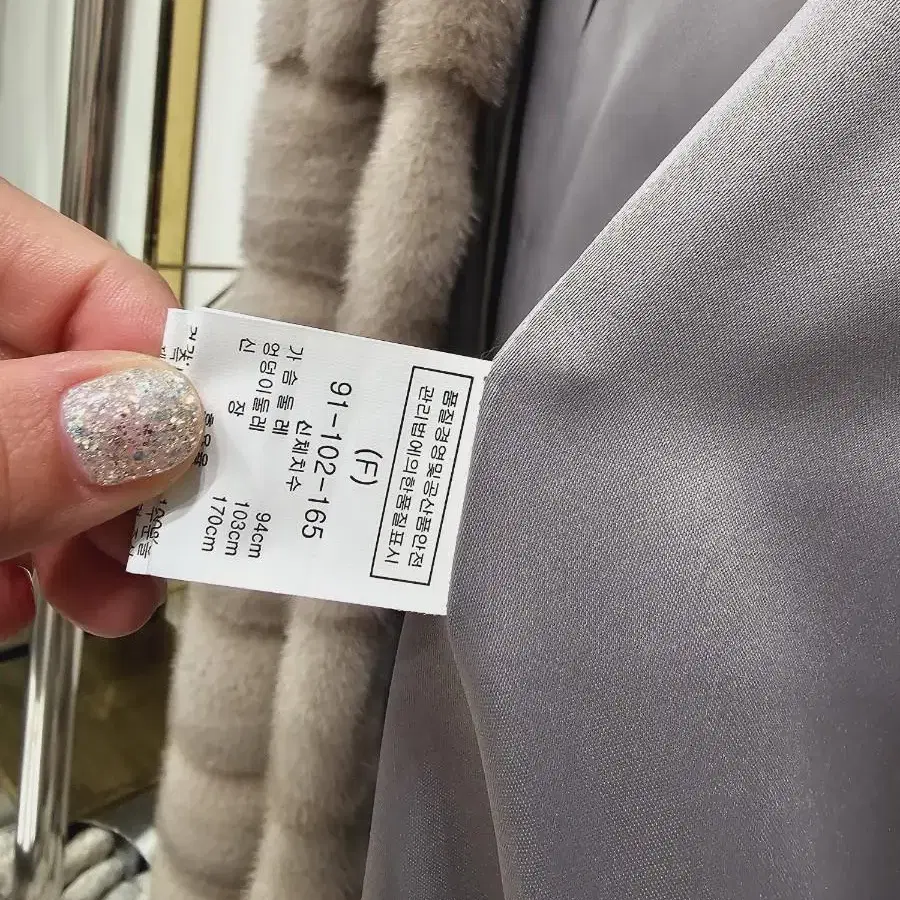 품질경영및공산품안전
관리법에의한품질표시
(F)
91-102-165
신체치수
가슴둘레 94cm
엉덩이둘레 103cm
신 장 170cm